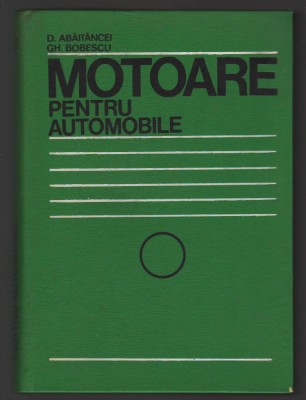 D. ABĂITĂNCEI
GH. BOBESCU
MOTOARE
PENTRU
AUTOMOBILE